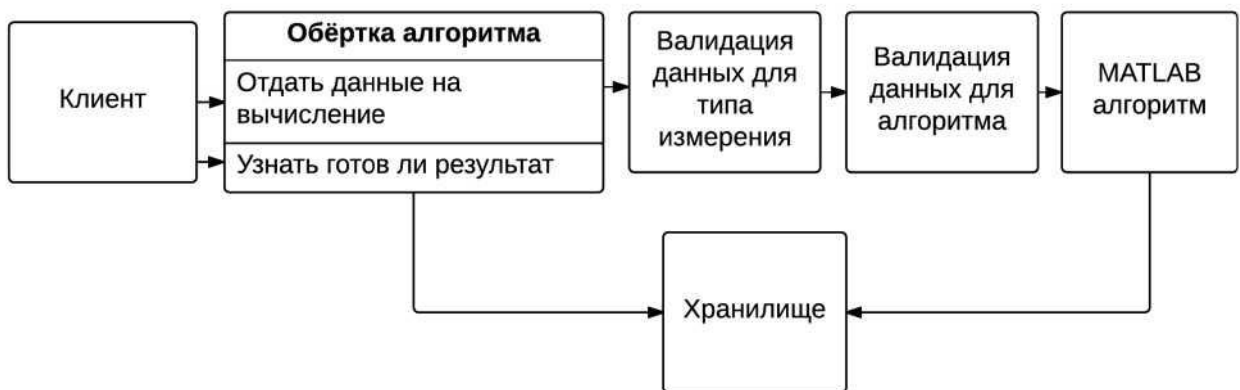 Клиент
Обёртка алгоритма
Отдать данные на
вычисление
Узнать готов ли результат
Валидация
данных для
типа
измерения
Валидация
данных для
алгоритма
MATLAB
алгоритм
Хранилище